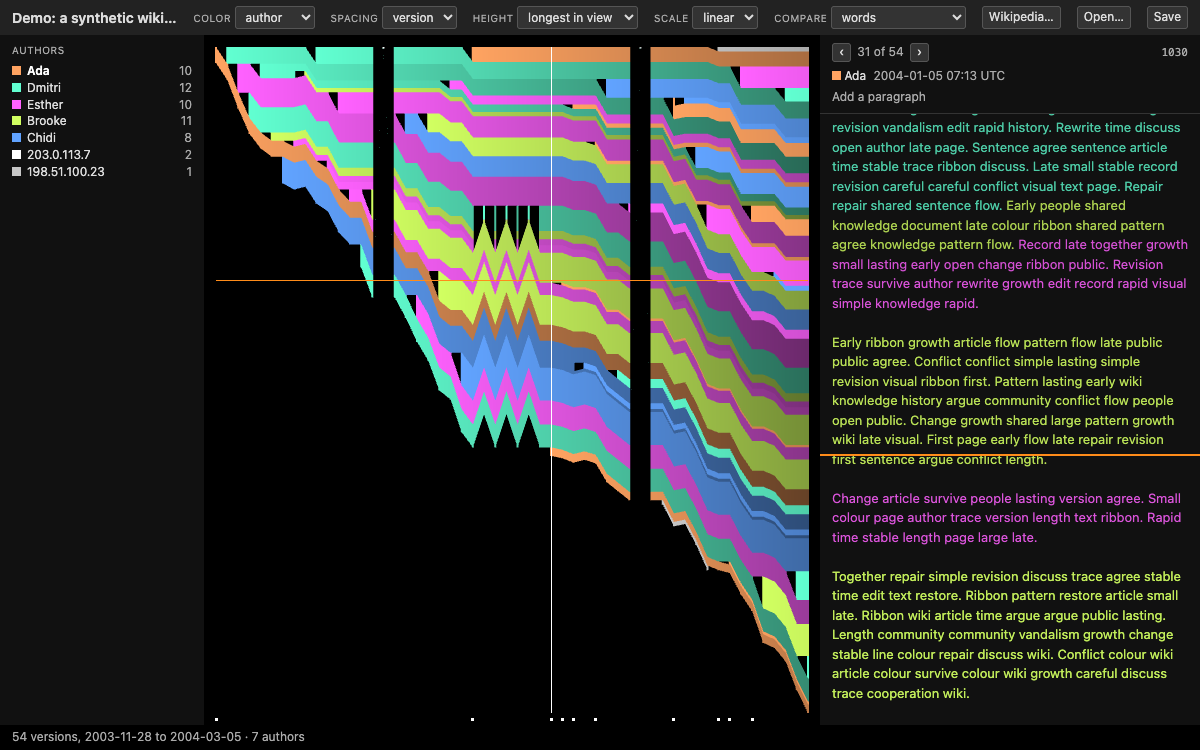 Demo: a synthetic wiki... COLOR author SPACING version HEIGHT longest in view SCALE linear COMPARE words Wikipedia... Open... Save
AUTHORS
Ada 10
Dmitri 12
Esther 10
Brooke 11
Chidi 8
203.0.113.7 2
198.51.100.23 1
‹ 31 of 54 › 1030
Ada 2004-01-05 07:13 UTC
Add a paragraph
revision vandalism edit rapid history. Rewrite time discuss
open author late page. Sentence agree sentence article
time stable trace ribbon discuss. Late small stable record
revision careful careful conflict visual text page. Repair
repair shared sentence flow. Early people shared
knowledge document late colour ribbon shared pattern
agree knowledge pattern flow. Record late together growth
small lasting early open change ribbon public. Revision
trace survive author rewrite growth edit record rapid visual
simple knowledge rapid.
Early ribbon growth article flow pattern flow late public
public agree. Conflict conflict simple lasting simple
revision visual ribbon first. Pattern lasting early wiki
knowledge history argue community conflict flow people
open public. Change growth shared large pattern growth
wiki late visual. First page early flow late repair revision
first sentence argue conflict length.
Change article survive people lasting version agree. Small
colour page author trace version length text ribbon. Rapid
time stable length page large late.
Together repair simple revision discuss trace agree stable
time edit text restore. Ribbon pattern restore article small
late. Ribbon wiki article time argue argue public lasting.
Length community community vandalism growth change
stable line colour repair discuss wiki. Conflict colour wiki
article colour survive colour wiki growth careful discuss
trace cooperation wiki.
54 versions, 2003-11-28 to 2004-03-05 · 7 authors